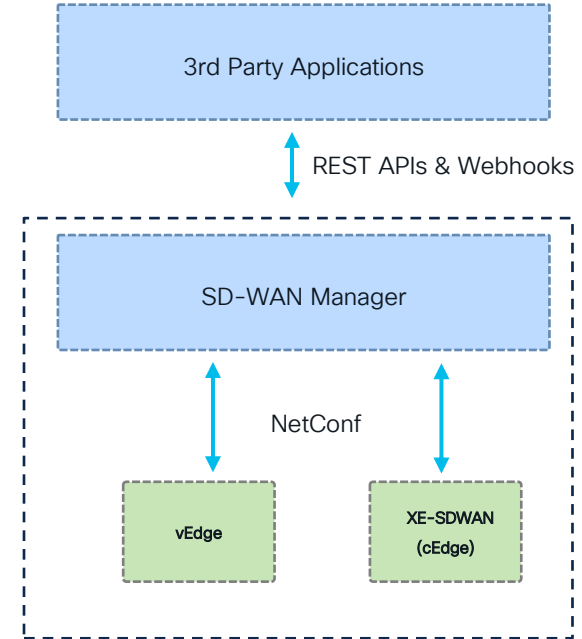 3rd Party Applications
REST APIs & Webhooks
SD-WAN Manager
NetConf
vEdge
XE-SDWAN
(cEdge)